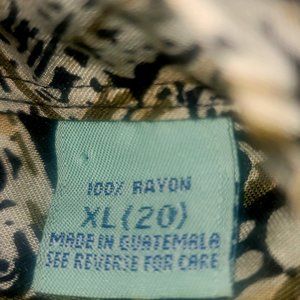 100% RAYON
XL (20)
MADE IN GUATEMALA
SEE REVERSE FOR CARE